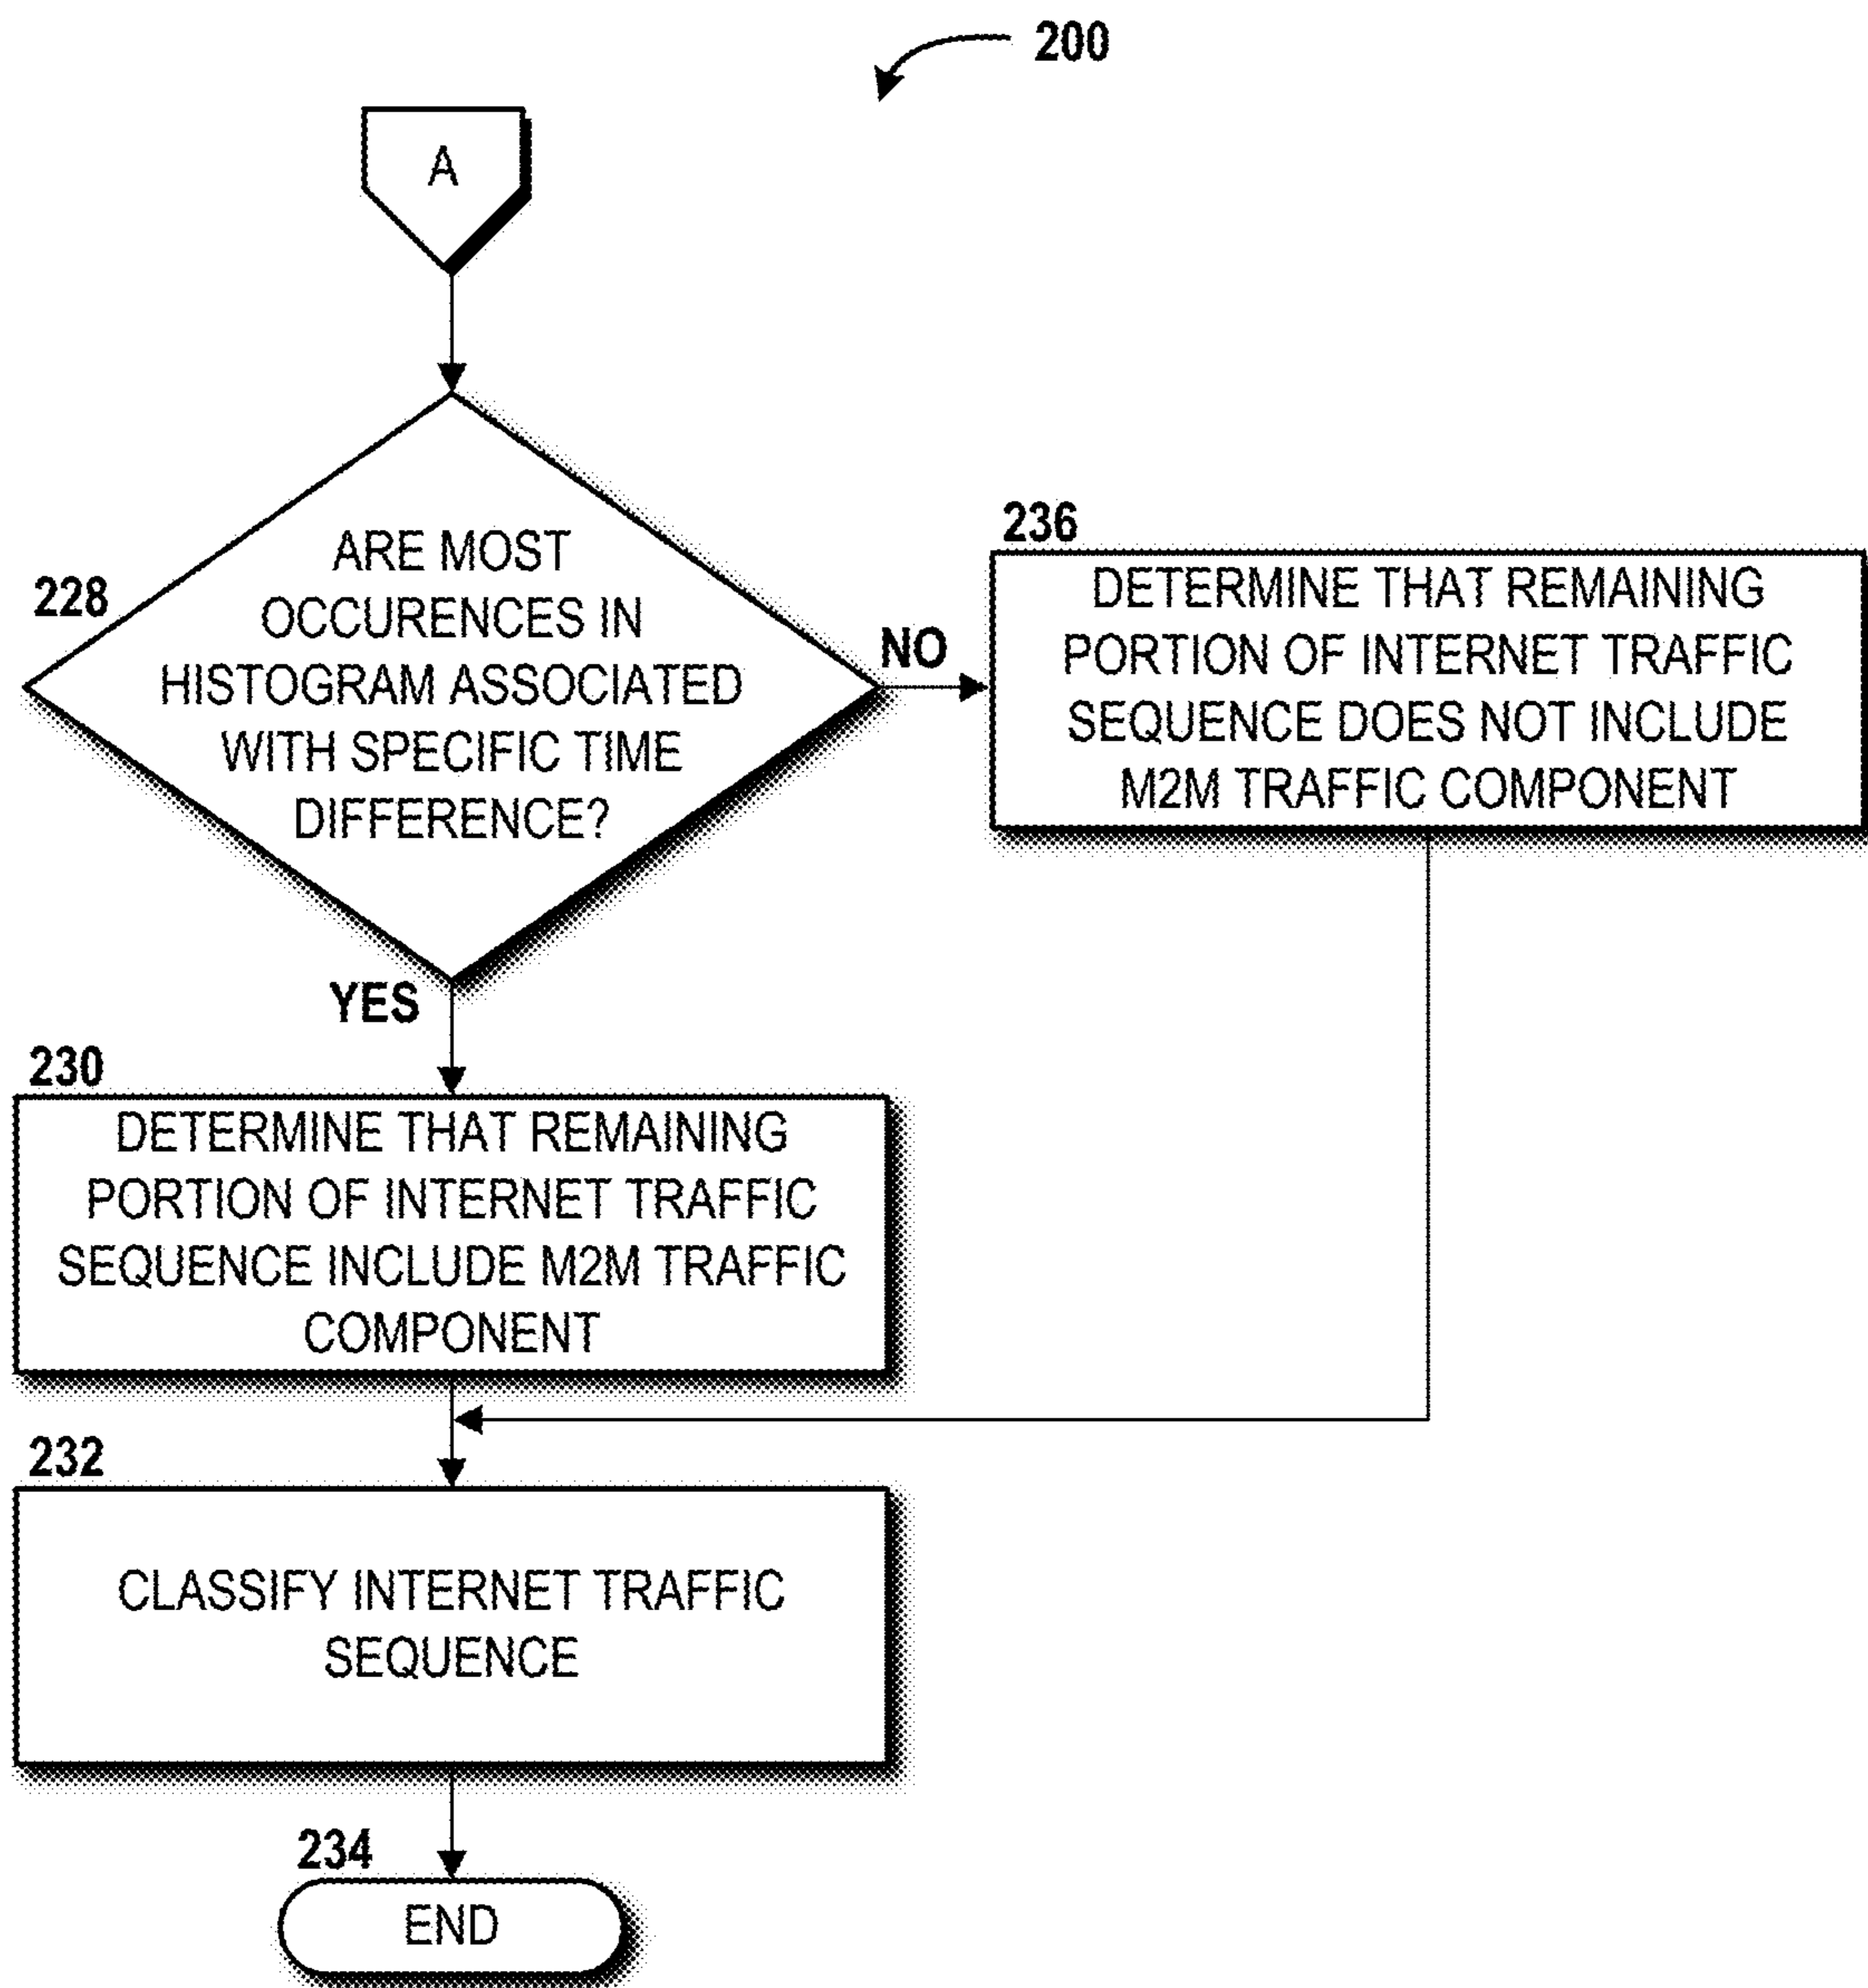 200
A
228
ARE MOST
OCCURENCES IN
HISTOGRAM ASSOCIATED
WITH SPECIFIC TIME
DIFFERENCE?
NO
236
DETERMINE THAT REMAINING
PORTION OF INTERNET TRAFFIC
SEQUENCE DOES NOT INCLUDE
M2M TRAFFIC COMPONENT
YES
230
DETERMINE THAT REMAINING
PORTION OF INTERNET TRAFFIC
SEQUENCE INCLUDE M2M TRAFFIC
COMPONENT
232
CLASSIFY INTERNET TRAFFIC
SEQUENCE
234
END